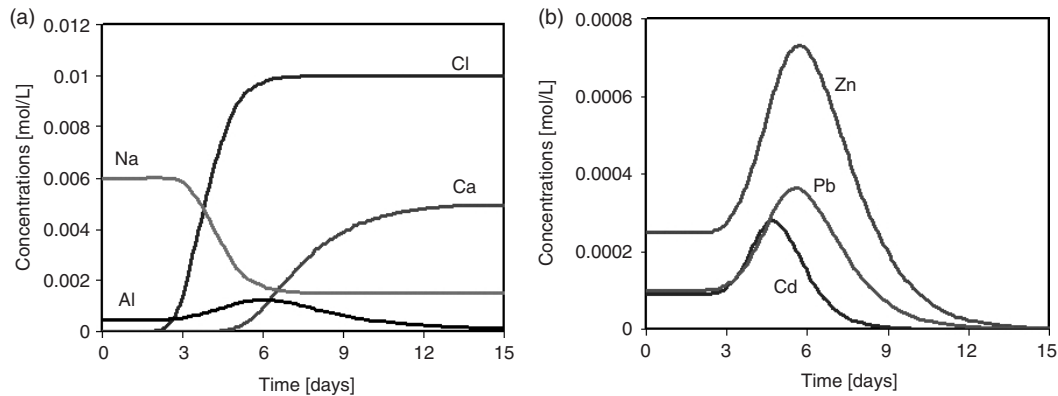 (a)
0.012
0.01
0.008
0.006
0.004
0.002
0
Concentrations [mol/L]
Cl
Na
Ca
Al
0 3 6 9 12 15
Time [days]
(b)
0.0008
0.0006
0.0004
0.0002
0
Concentrations [mol/L]
Zn
Pb
Cd
0 3 6 9 12 15
Time [days]